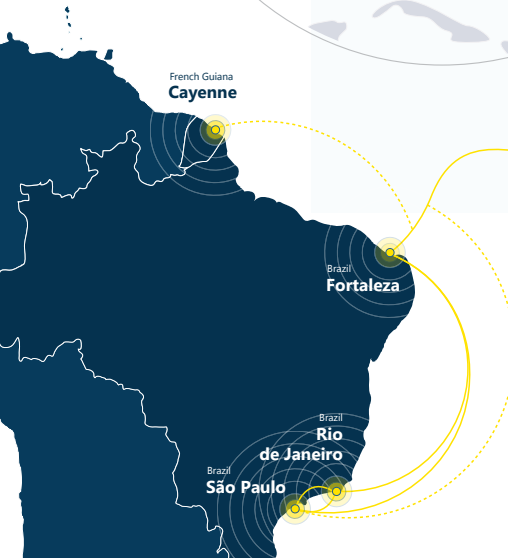 French Guiana
Cayenne
Brazil
Fortaleza
Brazil
Rio
de Janeiro
Brazil
São Paulo